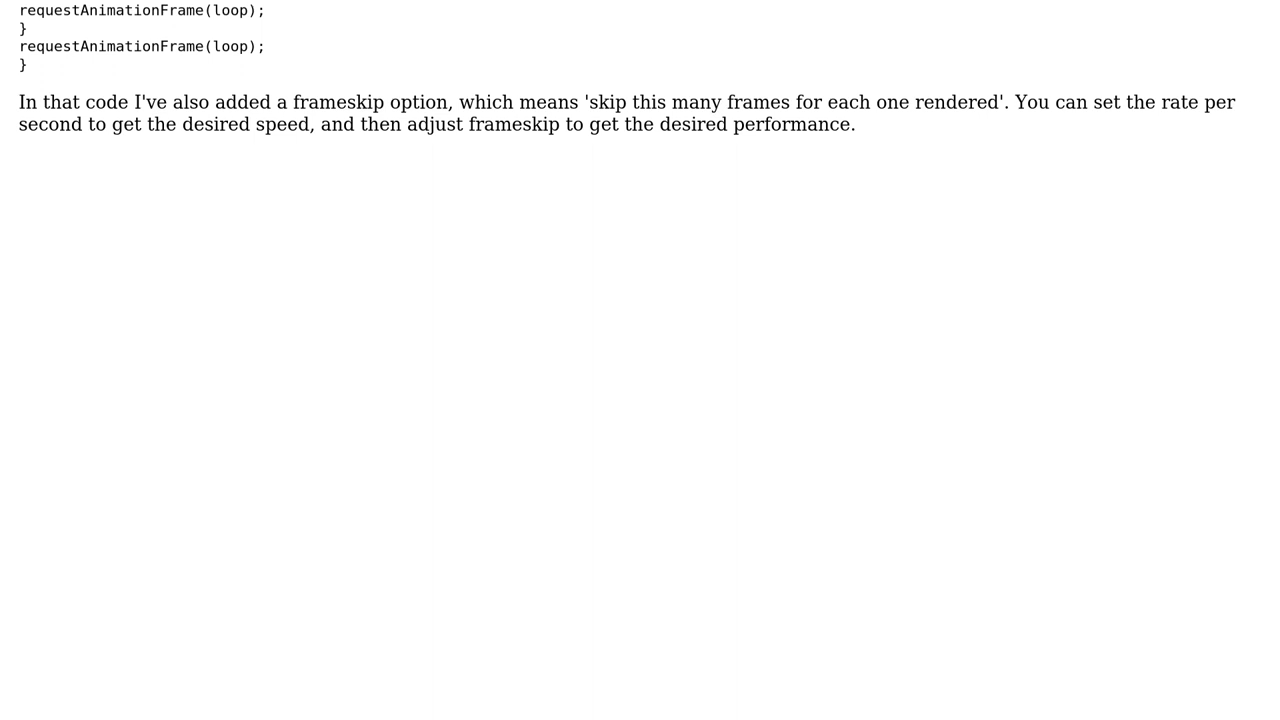 requestAnimationFrame(loop);
}
requestAnimationFrame(loop);
}
In that code I've also added a frameskip option, which means 'skip this many frames for each one rendered'. You can set the rate per
second to get the desired speed, and then adjust frameskip to get the desired performance.